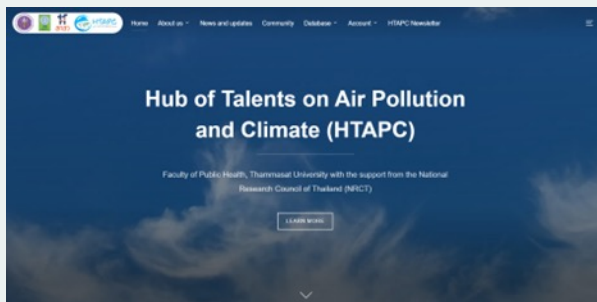 HTAPC
Home About us News and updates Community Database Account HTAPC Newsletter
Hub of Talents on Air Pollution
and Climate (HTAPC)
Faculty of Public Health, Thammasat University with the support from the National
Research Council of Thailand (NRCT)
LEARN MORE